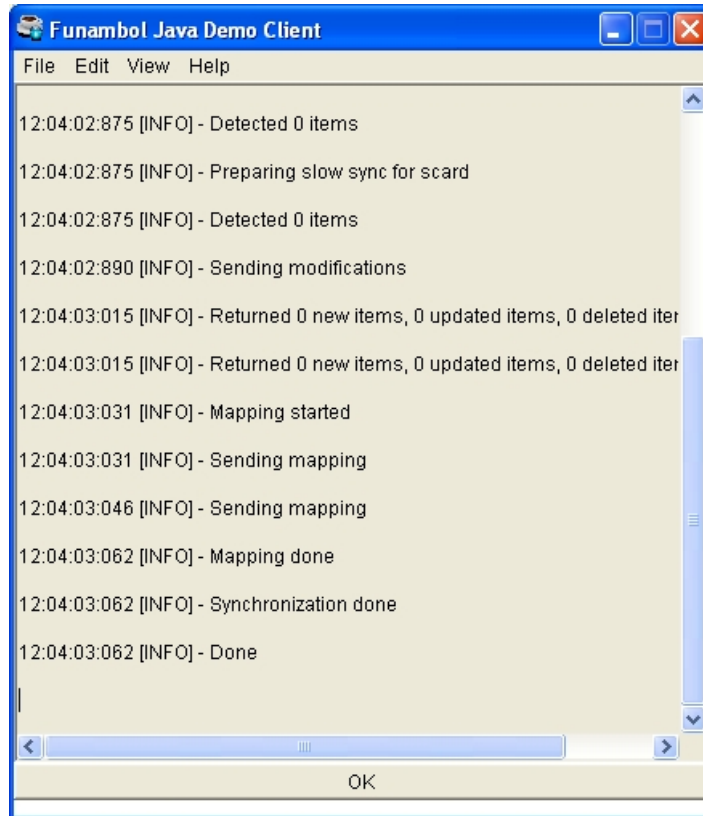 Funambol Java Demo Client
File Edit View Help
12:04:02:875 [INFO] - Detected 0 items
12:04:02:875 [INFO] - Preparing slow sync for scard
12:04:02:875 [INFO] - Detected 0 items
12:04:02:890 [INFO] - Sending modifications
12:04:03:015 [INFO] - Returned 0 new items, 0 updated items, 0 deleted
12:04:03:015 [INFO] - Returned 0 new items, 0 updated items, 0 deleted
12:04:03:031 [INFO] - Mapping started
12:04:03:031 [INFO] - Sending mapping
12:04:03:046 [INFO] - Sending mapping
12:04:03:062 [INFO] - Mapping done
12:04:03:062 [INFO] - Synchronization done
12:04:03:062 [INFO] - Done
OK